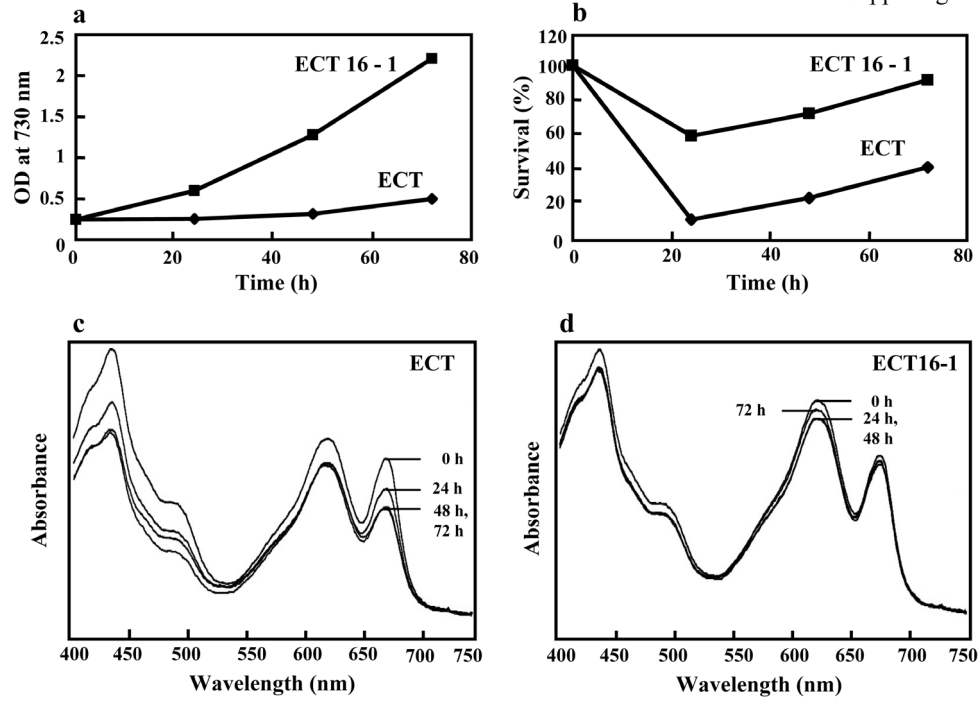 a
2.5
2
1.5
1
0.5
0
OD at 730 nm
ECT 16 - 1
ECT
0 20 40 60 80
Time (h)
b
120
100
80
60
40
20
0
Survival (%)
ECT 16 - 1
ECT
0 20 40 60 80
Time (h)
c
ECT
Absorbance
0 h
24 h
48 h,
72 h
400 450 500 550 600 650 700 750
Wavelength (nm)
d
ECT16-1
Absorbance
72 h
0 h
24 h,
48 h
400 450 500 550 600 650 700 750
Wavelength (nm)